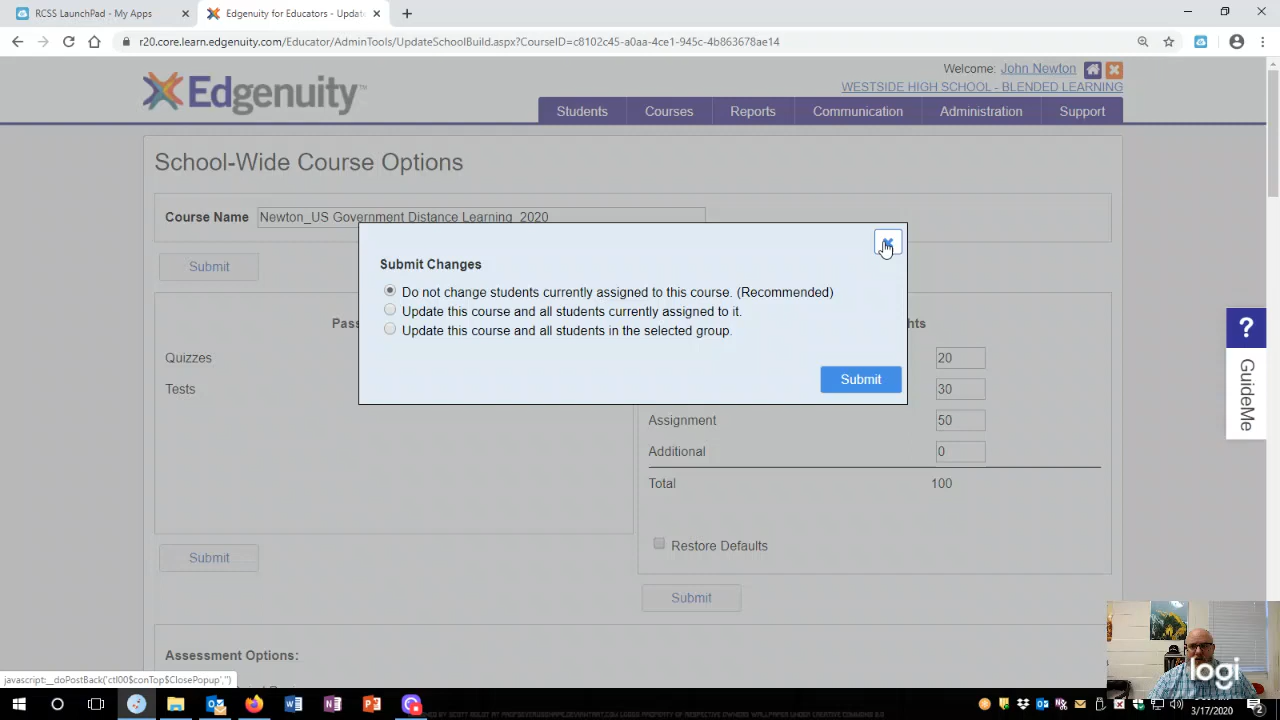 RCSS LaunchPad - My Apps
Edgenuity for Educators - Update
r20.core.learn.edgenuity.com/Educator/AdminTools/UpdateSchoolBuild.aspx?CourseID=c8102c45-a0aa-4ce1-945c-4b863678ae14
Edgenuity
Welcome: John Newton
WESTSIDE HIGH SCHOOL - BLENDED LEARNING
Students Courses Reports Communication Administration Support
School-Wide Course Options
Course Name Newton_US Government Distance Learning_2020
Submit
Submit Changes
Do not change students currently assigned to this course. (Recommended)
Update this course and all students currently assigned to it.
Update this course and all students in the selected group.
Submit
Pass
hts
Quizzes
20
Tests
30
Assignment 50
Additional 0
Total 100
Restore Defaults
Submit
Submit
Assessment Options:
?
GuideMe
javascript:__doPostBack('ctl00$conTop$ClosePopup','')
logi
3/17/2020
2